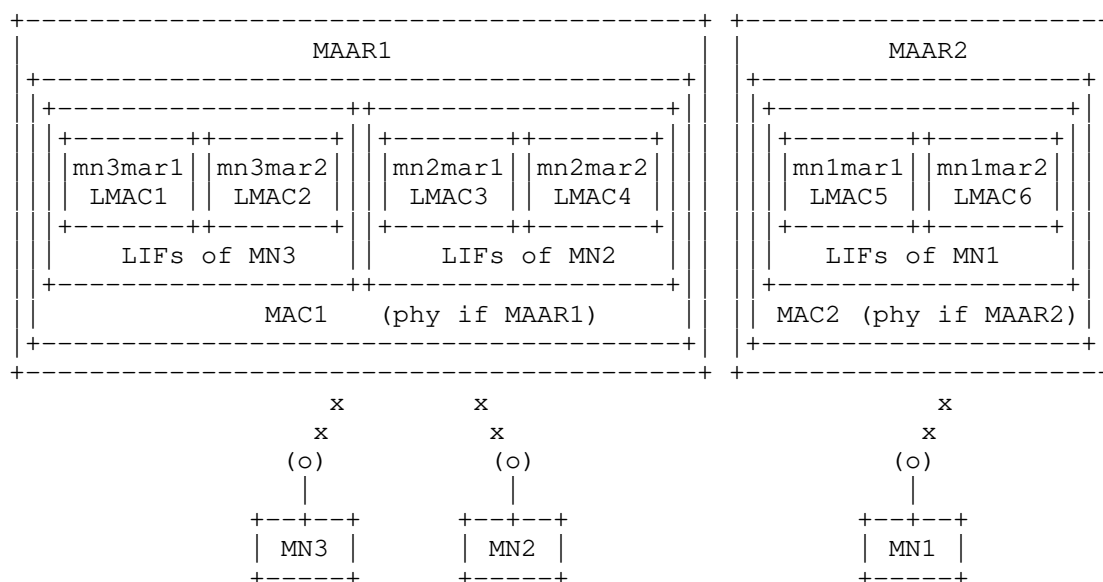 MAAR1 MAAR2
mn3mar1 mn3mar2 mn2mar1 mn2mar2 mn1mar1 mn1mar2
LMAC1 LMAC2 LMAC3 LMAC4 LMAC5 LMAC6
LIFs of MN3 LIFs of MN2 LIFs of MN1
MAC1 (phy if MAAR1) MAC2 (phy if MAAR2)
x x x
x x x
(o) (o) (o)
MN3 MN2 MN1